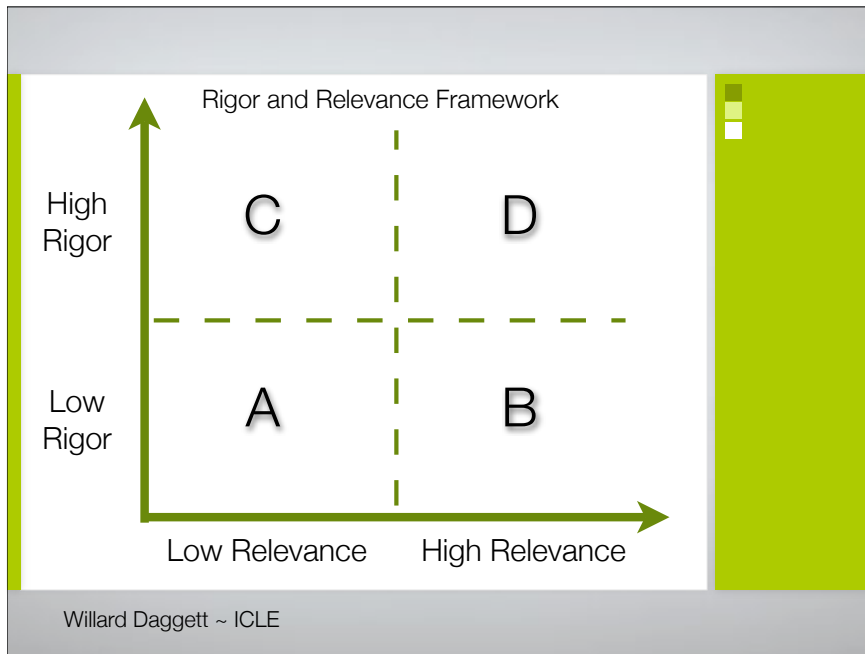 Rigor and Relevance Framework
High
Rigor
C
D
Low
Rigor
A
B
Low Relevance
High Relevance
Willard Daggett ~ ICLE